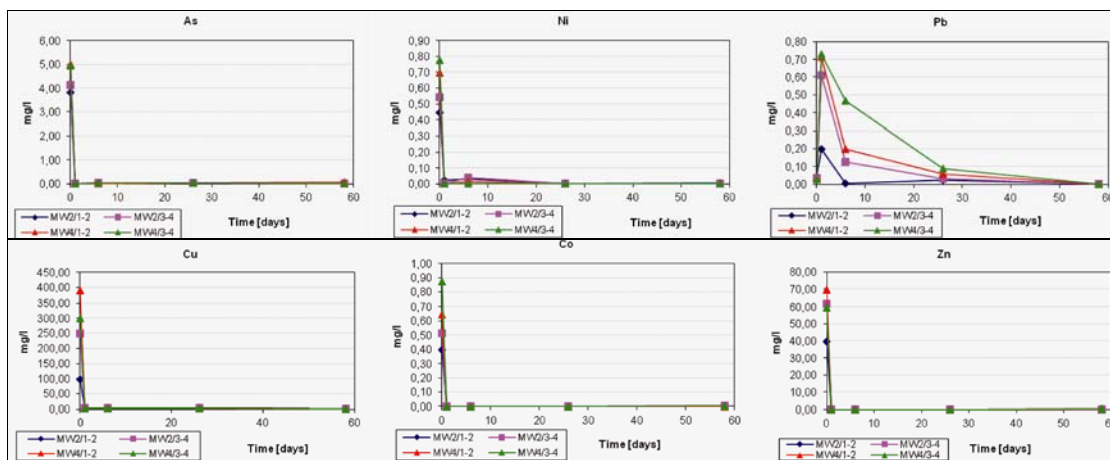 As
6,00
5,00
4,00
3,00
2,00
1,00
0,00
mg/l
0 10 20 30 40 50 60
Time [days]
MW2/1-2 MW2/3-4
MW4/1-2 MW4/3-4
Ni
0,90
0,80
0,70
0,60
0,50
0,40
0,30
0,20
0,10
0,00
mg/l
0 10 20 30 40 50 60
Time [days]
MW2/1-2 MW2/3-4
MW4/1-2 MW4/3-4
Pb
0,80
0,70
0,60
0,50
0,40
0,30
0,20
0,10
0,00
mg/l
0 10 20 30 40 50 60
Time [days]
MW2/1-2 MW2/3-4
MW4/1-2 MW4/3-4
Cu
450,00
400,00
350,00
300,00
250,00
200,00
150,00
100,00
50,00
0,00
mg/l
0 20 40 60
Time [days]
MW2/1-2 MW2/3-4
MW4/1-2 MW4/3-4
Co
1,00
0,90
0,80
0,70
0,60
0,50
0,40
0,30
0,20
0,10
0,00
mg/l
0 10 20 30 40 50 60
Time [days]
MW2/1-2 MW2/3-4
MW4/1-2 MW4/3-4
Zn
80,00
70,00
60,00
50,00
40,00
30,00
20,00
10,00
0,00
mg/l
0 10 20 30 40 50 60
Time [days]
MW2/1-2 MW2/3-4
MW4/1-2 MW4/3-4